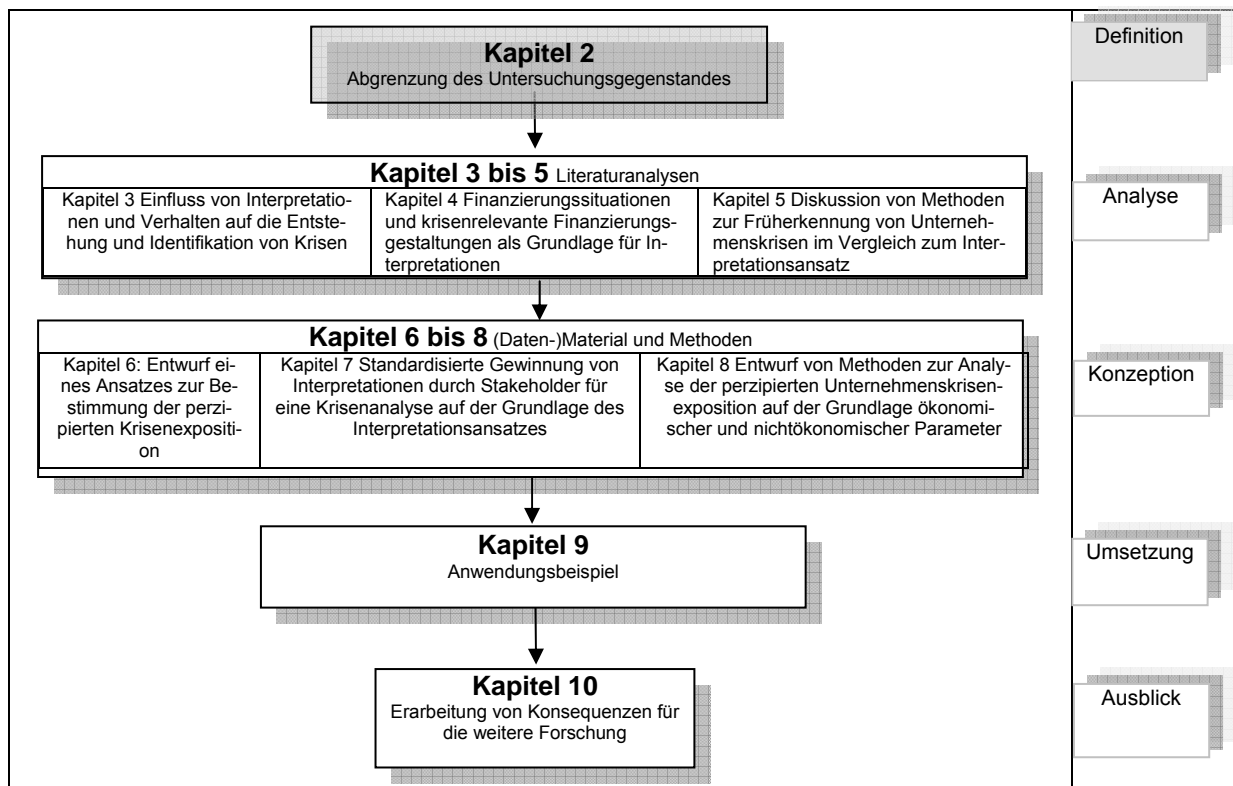 Kapitel 2
Abgrenzung des Untersuchungsgegenstandes
Definition
Kapitel 3 bis 5 Literaturanalysen
Kapitel 3 Einfluss von Interpretatio-
nen und Verhalten auf die Entste-
hung und Identifikation von Krisen
Kapitel 4 Finanzierungssituationen
und krisenrelevante Finanzierungs-
gestaltungen als Grundlage für In-
terpretationen
Kapitel 5 Diskussion von Methoden
zur Früherkennung von Unterneh-
menskrisen im Vergleich zum Inter-
pretationsansatz
Analyse
Kapitel 6 bis 8 (Daten-)Material und Methoden
Kapitel 6: Entwurf ei-
nes Ansatzes zur Be-
stimmung der perzi-
pierten Krisenexpositi-
on
Kapitel 7 Standardisierte Gewinnung von
Interpretationen durch Stakeholder für
eine Krisenanalyse auf der Grundlage des
Interpretationsansatzes
Kapitel 8 Entwurf von Methoden zur Analy-
se der perzipierten Unternehmenskrisen-
exposition auf der Grundlage ökonomi-
scher und nichtökonomischer Parameter
Konzeption
Kapitel 9
Anwendungsbeispiel
Umsetzung
Kapitel 10
Erarbeitung von Konsequenzen für
die weitere Forschung
Ausblick